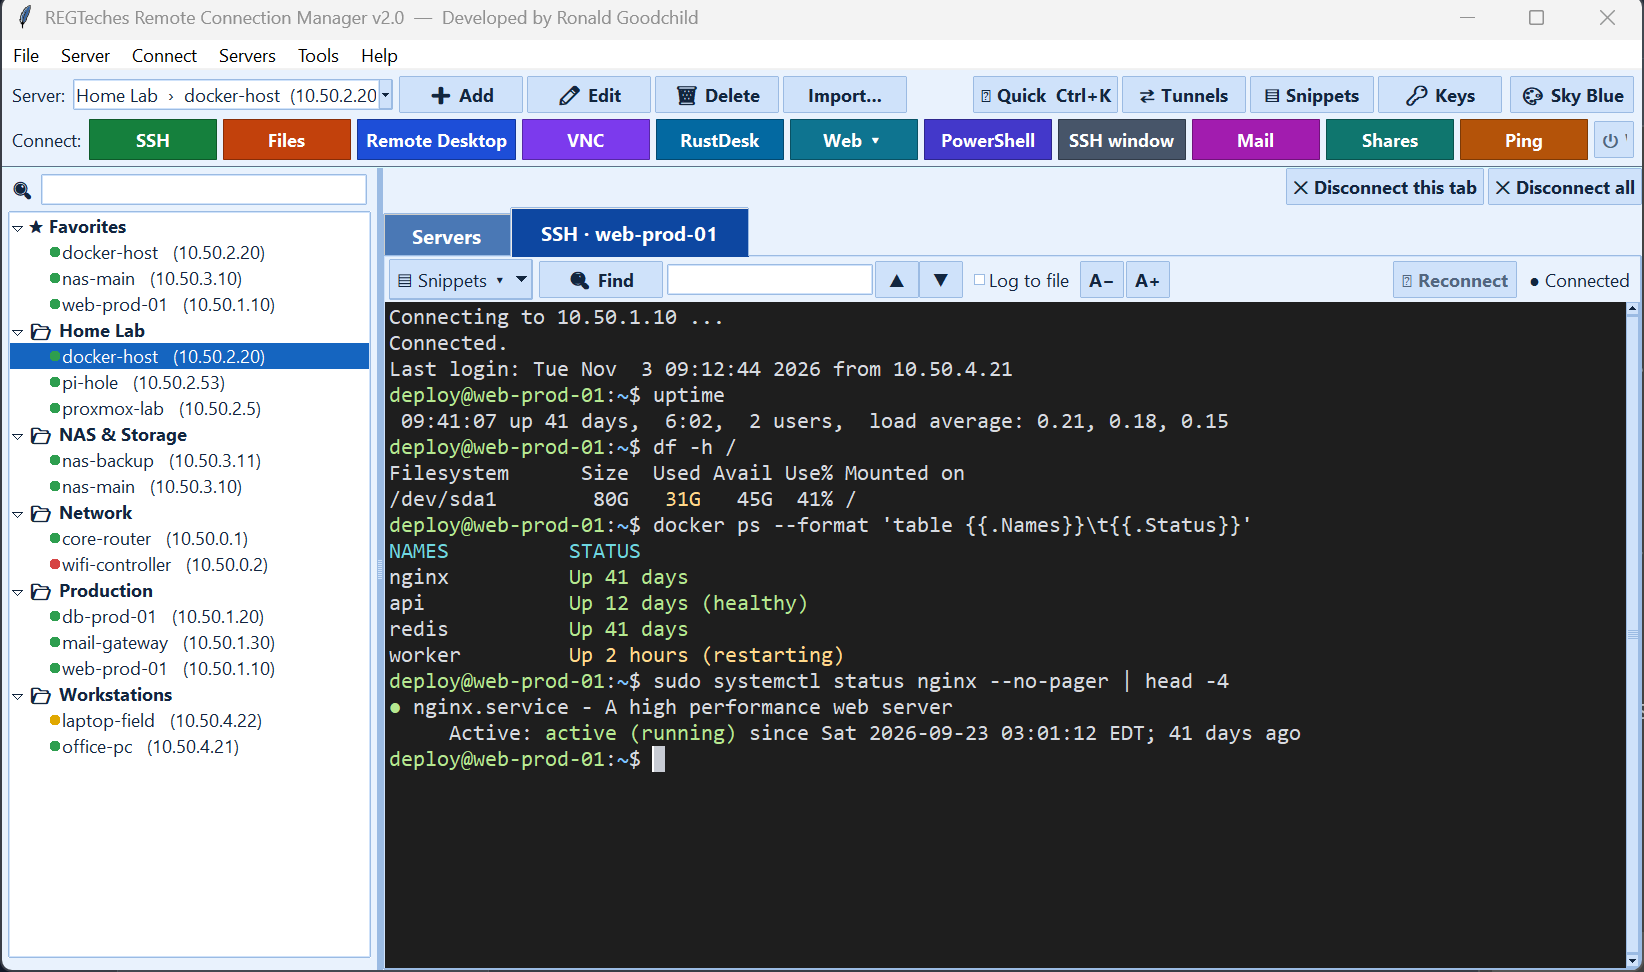 REGTeches Remote Connection Manager v2.0 — Developed by Ronald Goodchild
File Server Connect Servers Tools Help
Server: Home Lab › docker-host (10.50.2.20 Add Edit Delete Import... Quick Ctrl+K Tunnels Snippets Keys Sky Blue
Connect: SSH Files Remote Desktop VNC RustDesk Web ▾ PowerShell SSH window Mail Shares Ping
Disconnect this tab Disconnect all
Servers SSH · web-prod-01
Snippets ▾ Find ▲ ▼ Log to file A− A+ Reconnect ● Connected
★ Favorites
docker-host (10.50.2.20)
nas-main (10.50.3.10)
web-prod-01 (10.50.1.10)
Home Lab
docker-host (10.50.2.20)
pi-hole (10.50.2.53)
proxmox-lab (10.50.2.5)
NAS & Storage
nas-backup (10.50.3.11)
nas-main (10.50.3.10)
Network
core-router (10.50.0.1)
wifi-controller (10.50.0.2)
Production
db-prod-01 (10.50.1.20)
mail-gateway (10.50.1.30)
web-prod-01 (10.50.1.10)
Workstations
laptop-field (10.50.4.22)
office-pc (10.50.4.21)
Connecting to 10.50.1.10 ...
Connected.
Last login: Tue Nov  3 09:12:44 2026 from 10.50.4.21
deploy@web-prod-01:~$ uptime
 09:41:07 up 41 days,  6:02,  2 users,  load average: 0.21, 0.18, 0.15
deploy@web-prod-01:~$ df -h /
Filesystem      Size  Used Avail Use% Mounted on
/dev/sda1        80G   31G   45G  41% /
deploy@web-prod-01:~$ docker ps --format 'table {{.Names}}\t{{.Status}}'
NAMES          STATUS
nginx          Up 41 days
api            Up 12 days (healthy)
redis          Up 41 days
worker         Up 2 hours (restarting)
deploy@web-prod-01:~$ sudo systemctl status nginx --no-pager | head -4
● nginx.service - A high performance web server
     Active: active (running) since Sat 2026-09-23 03:01:12 EDT; 41 days ago
deploy@web-prod-01:~$